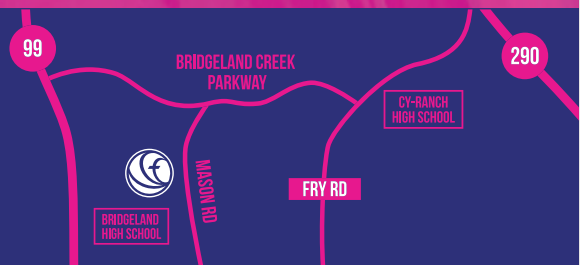 99
BRIDGELAND CREEK
PARKWAY
290
CY-RANCH
HIGH SCHOOL
MASON RD
FRY RD
BRIDGELAND
HIGH SCHOOL